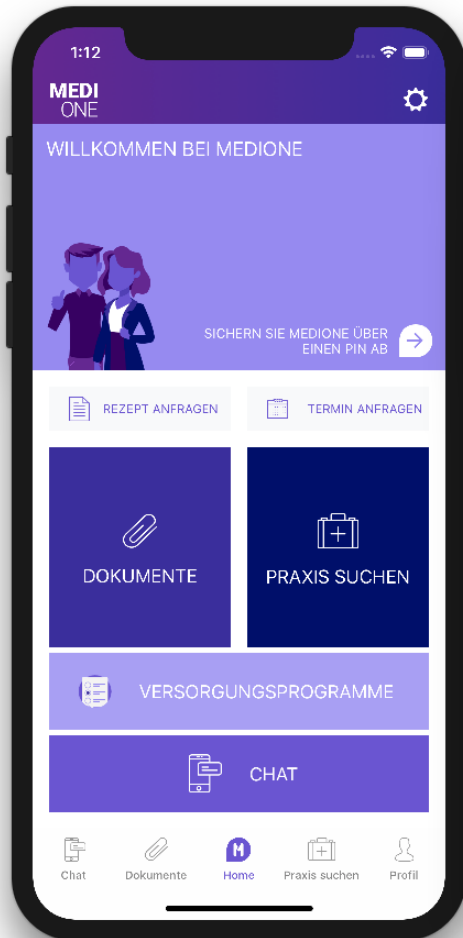 1:12
MEDI
ONE
WILLKOMMEN BEI MEDIONE
SICHERN SIE MEDIONE ÜBER
EINEN PIN AB
REZEPT ANFRAGEN
TERMIN ANFRAGEN
DOKUMENTE
PRAXIS SUCHEN
VERSORGUNGSPROGRAMME
CHAT
M
Chat
Dokumente
Home
Praxis suchen
Profil